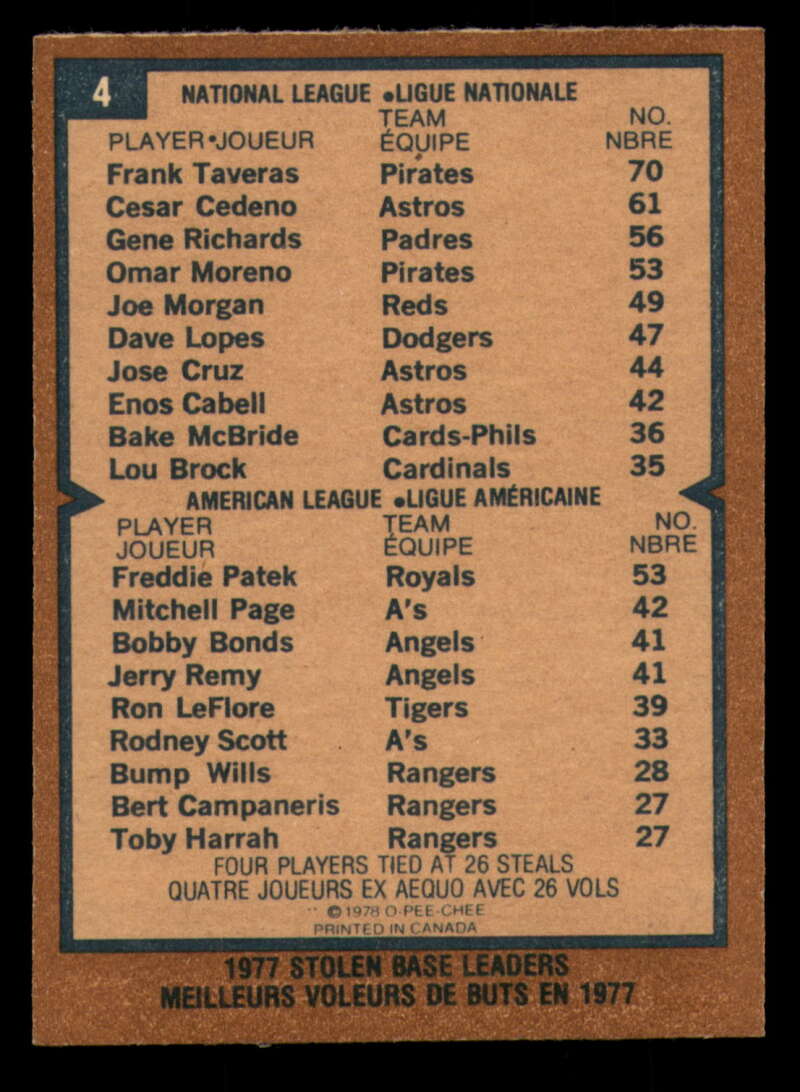 4
NATIONAL LEAGUE •LIGUE NATIONALE
TEAM NO.
PLAYER•JOUEUR ÉQUIPE NBRE
Frank Taveras Pirates 70
Cesar Cedeno Astros 61
Gene Richards Padres 56
Omar Moreno Pirates 53
Joe Morgan Reds 49
Dave Lopes Dodgers 47
Jose Cruz Astros 44
Enos Cabell Astros 42
Bake McBride Cards-Phils 36
Lou Brock Cardinals 35
AMERICAN LEAGUE •LIGUE AMÉRICAINE
PLAYER TEAM NO.
JOUEUR ÉQUIPE NBRE
Freddie Patek Royals 53
Mitchell Page A's 42
Bobby Bonds Angels 41
Jerry Remy Angels 41
Ron LeFlore Tigers 39
Rodney Scott A's 33
Bump Wills Rangers 28
Bert Campaneris Rangers 27
Toby Harrah Rangers 27
FOUR PLAYERS TIED AT 26 STEALS
QUATRE JOUEURS EX AEQUO AVEC 26 VOLS
©1978 O-PEE-CHEE
PRINTED IN CANADA
1977 STOLEN BASE LEADERS
MEILLEURS VOLEURS DE BUTS EN 1977